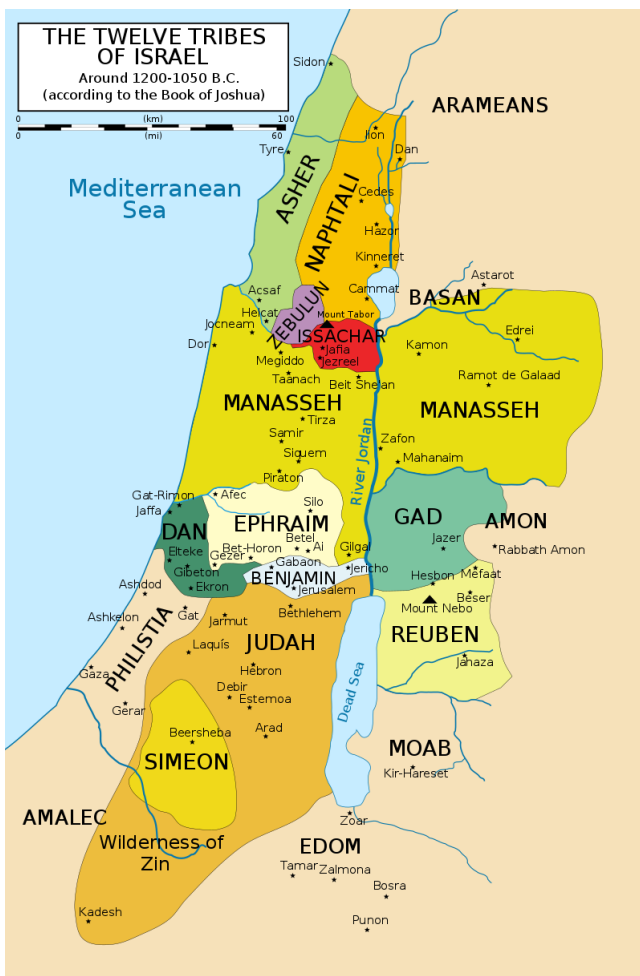 THE TWELVE TRIBES
OF ISRAEL
Around 1200-1050 B.C.
(according to the Book of Joshua)
0 (km) 100
0 (mi) 60
Sidon
ARAMEANS
Ijon
Tyre
Dan
Mediterranean
Sea
ASHER
NAPHTALI
Cedes
Hazor
Kinneret
Astarot
Acsaf
Cammat
BASAN
Helcat
ZEBULUN
Mount Tabor
Jocneam
ISSACHAR
Edrei
Dor
Jafia
Kamon
Megiddo
Jezreel
Taanach
Beit Shean
Ramot de Galaad
MANASSEH
MANASSEH
Tirza
River Jordan
Samir
Zafon
Siquem
Mahanaim
Piraton
Gat-Rimon
Afec
Jaffa
Silo
DAN
EPHRAIM
GAD
AMON
Betel
Jazer
Elteke
Bet-Horon
Ai
Gilgal
Rabbath Amon
Gezer
Gabaon
Jericho
Gibeton
BENJAMIN
Hesbon
Mefaat
Ekron
Jerusalem
Ashdod
Beser
Bethlehem
Mount Nebo
Gat
Jarmut
Ashkelon
PHILISTIA
JUDAH
REUBEN
Laquís
Jahaza
Hebron
Gaza
Dead Sea
Debir
Estemoa
Gerar
Beersheba
Arad
MOAB
SIMEON
Kir-Hareset
AMALEC
Zoar
Wilderness of
Zin
EDOM
Tamar
Zalmona
Bosra
Kadesh
Punon